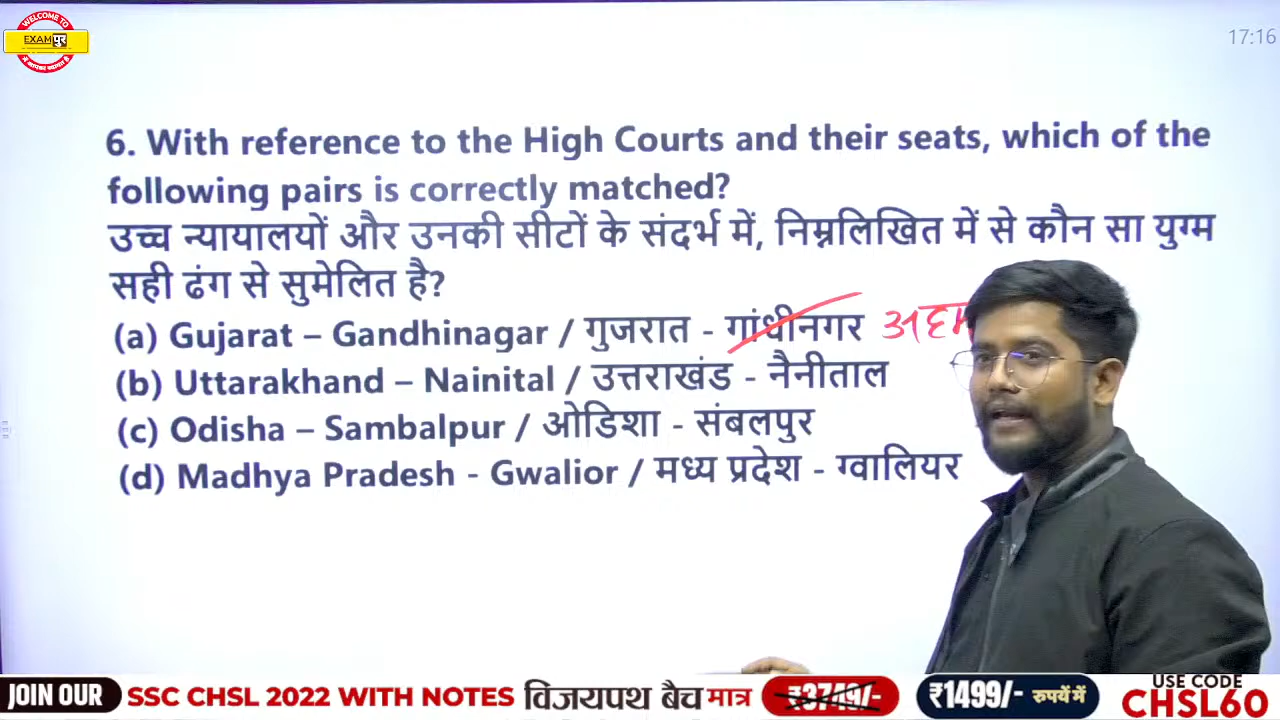 WELCOME TO
EXAMपुर
17:16
6. With reference to the High Courts and their seats, which of the
following pairs is correctly matched?
उच्च न्यायालयों और उनकी सीटों के संदर्भ में, निम्नलिखित में से कौन सा युग्म
सही ढंग से सुमेलित है?
(a) Gujarat – Gandhinagar / गुजरात - गांधीनगर
(b) Uttarakhand – Nainital / उत्तराखंड - नैनीताल
(c) Odisha – Sambalpur / ओडिशा - संबलपुर
(d) Madhya Pradesh - Gwalior / मध्य प्रदेश - ग्वालियर
JOIN OUR SSC CHSL 2022 WITH NOTES विजयपथ बैच मात्र ₹3749/- ₹1499/- रुपयें में
USE CODE
CHSL60